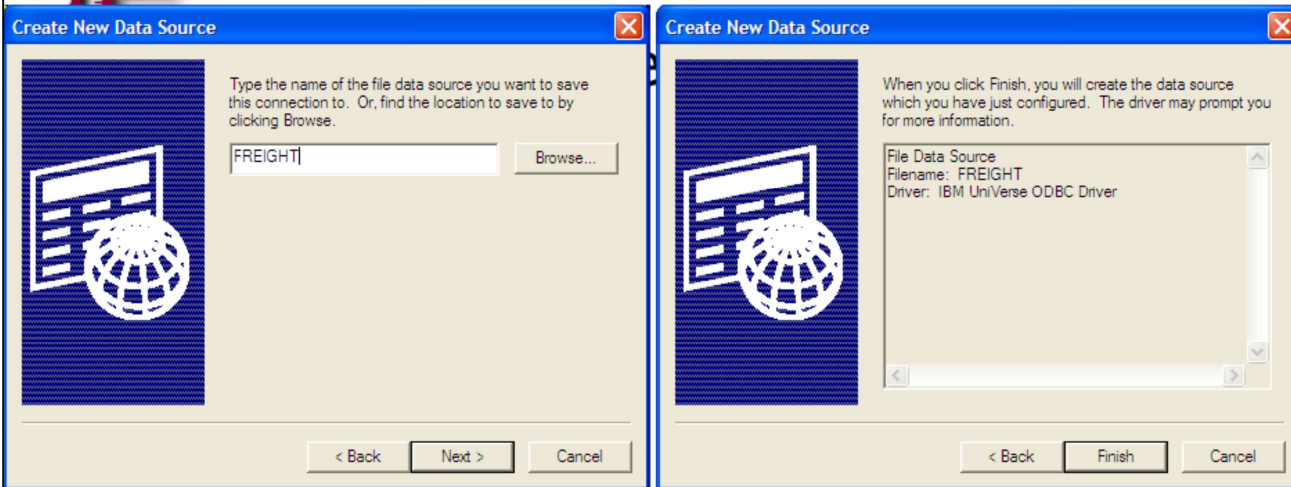 Create New Data Source
Type the name of the file data source you want to save
this connection to. Or, find the location to save to by
clicking Browse.
FREIGHT
Browse...
< Back
Next >
Cancel
Create New Data Source
When you click Finish, you will create the data source
which you have just configured. The driver may prompt you
for more information.
File Data Source
Filename: FREIGHT
Driver: IBM UniVerse ODBC Driver
< Back
Finish
Cancel